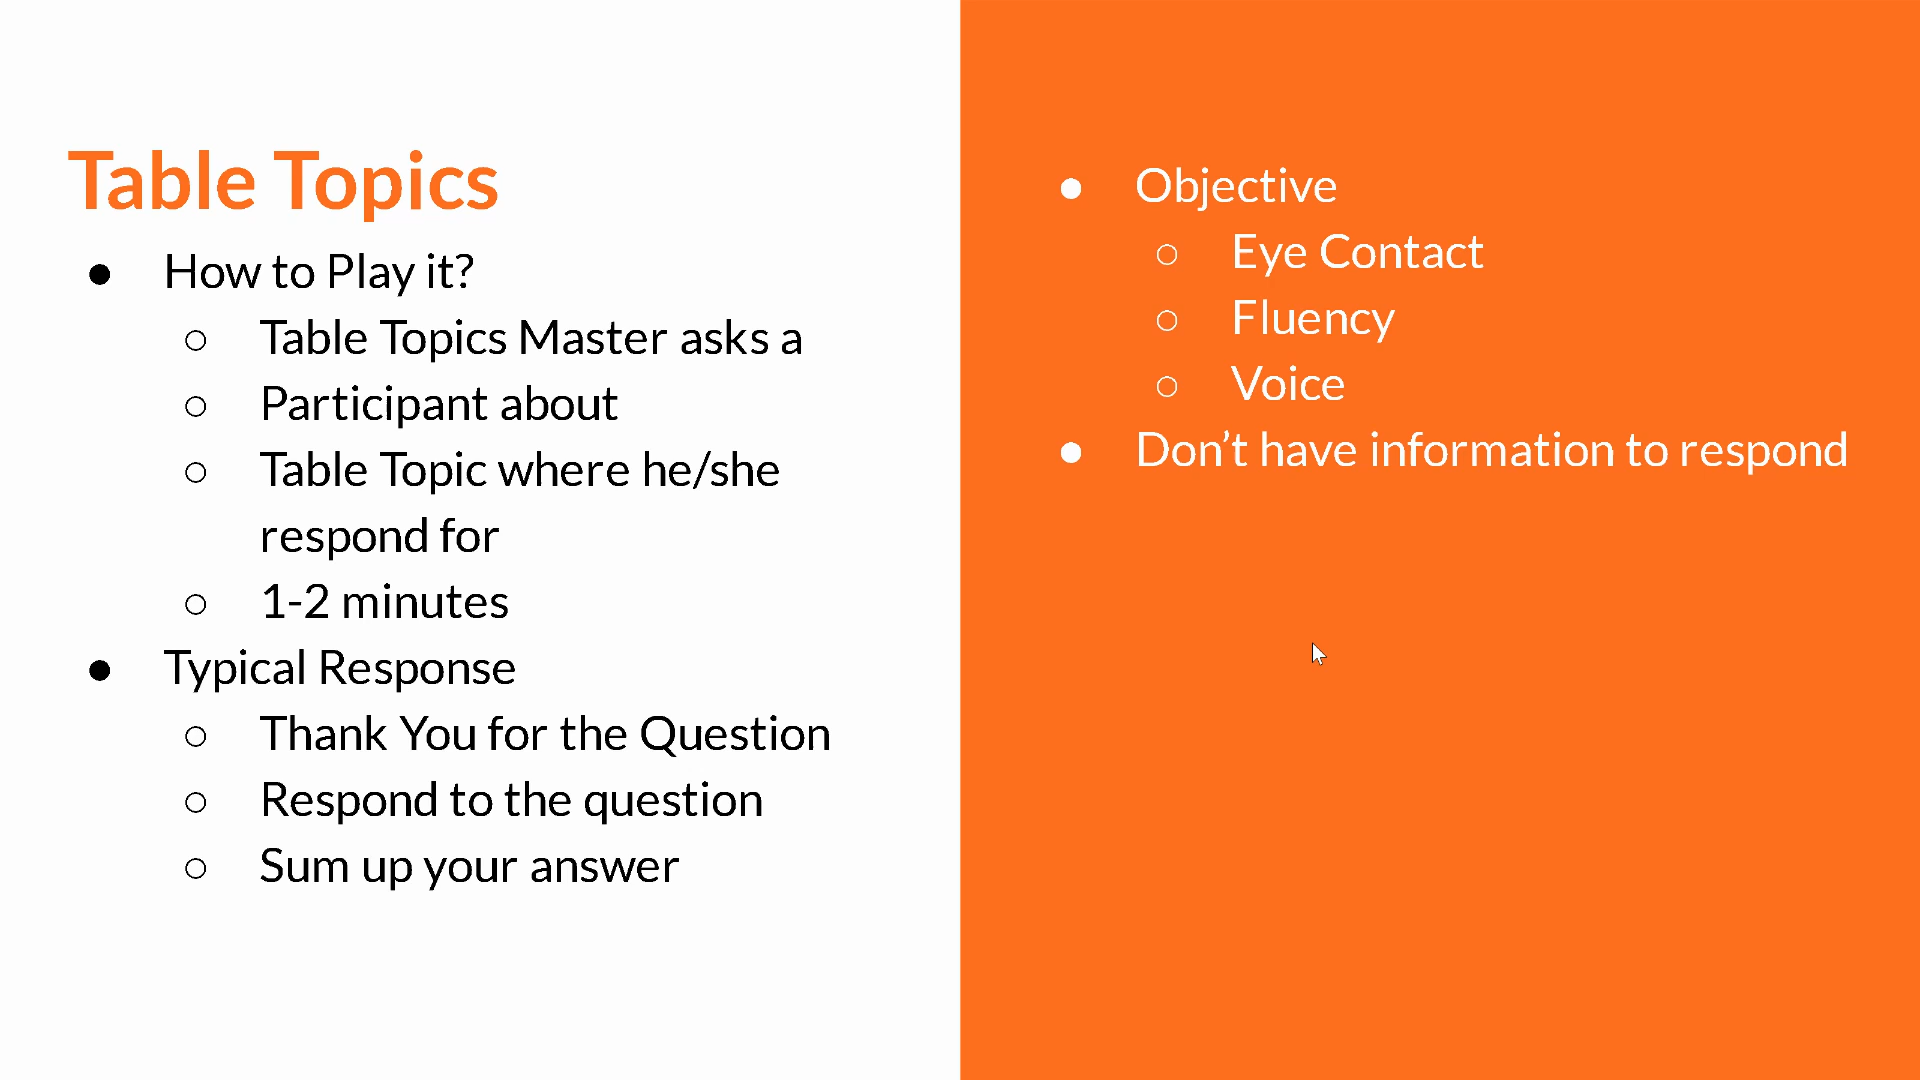 Table Topics
● How to Play it?
○ Table Topics Master asks a
○ Participant about
○ Table Topic where he/she
respond for
○ 1-2 minutes
● Typical Response
○ Thank You for the Question
○ Respond to the question
○ Sum up your answer
● Objective
○ Eye Contact
○ Fluency
○ Voice
● Don’t have information to respond